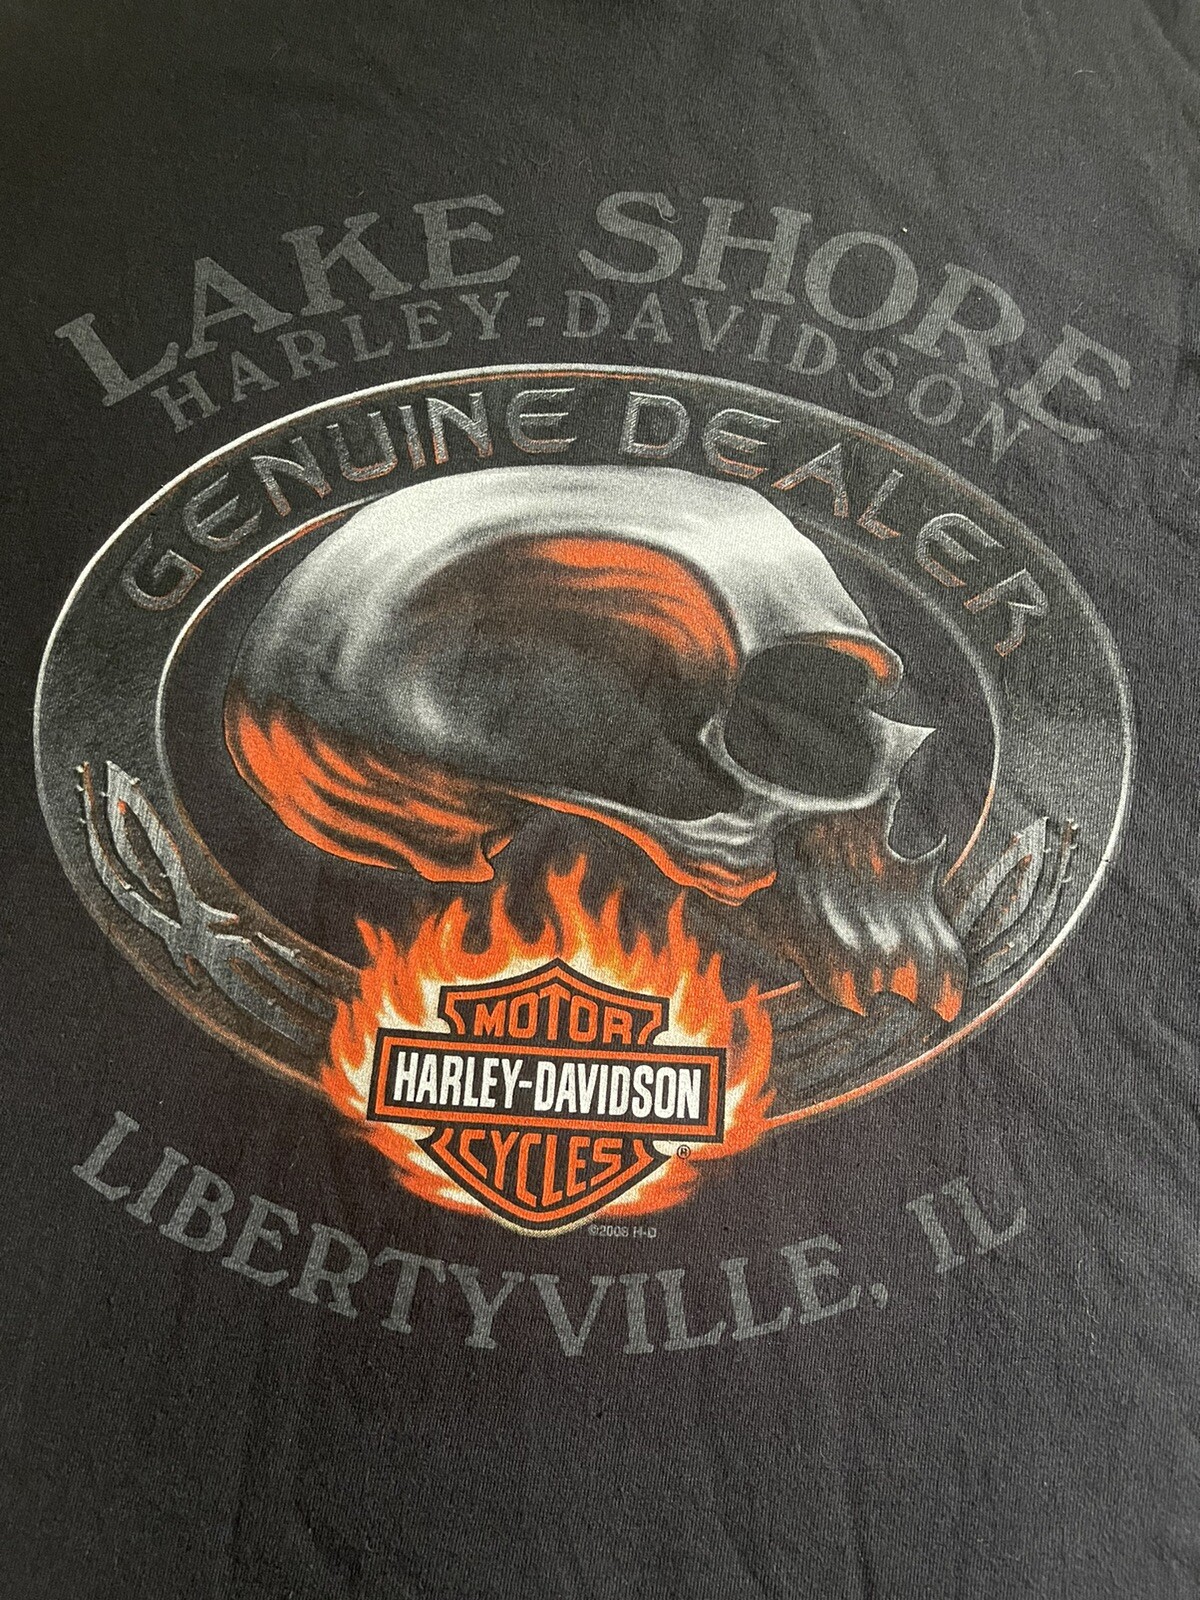 LAKE SHORE
HARLEY-DAVIDSON
GENUINE DEALER
MOTOR
HARLEY-DAVIDSON
CYCLES
®
©2008 H-D
LIBERTYVILLE, IL